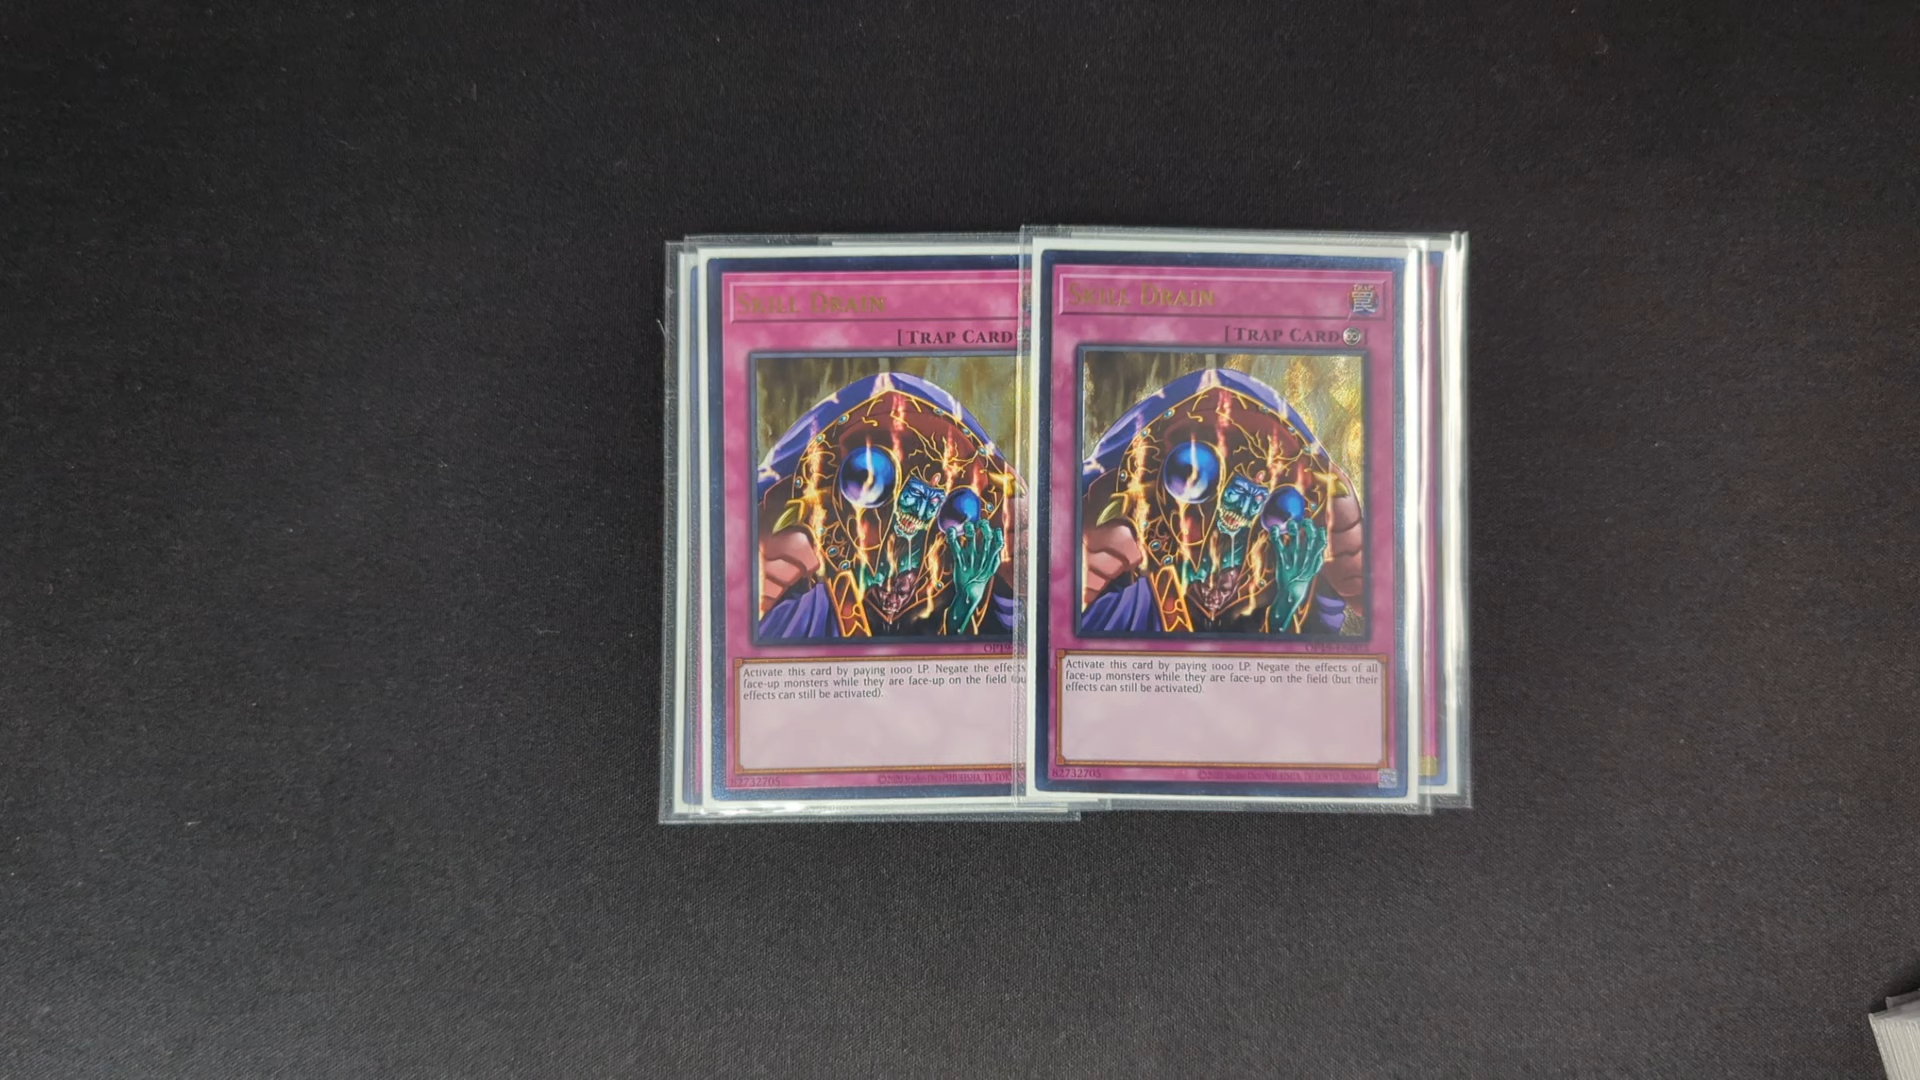 SKILL DRAIN
[TRAP CARD
Activate this card by paying 1000 LP. Negate the effects
face-up monsters while they are face-up on the field (bu
effects can still be activated).
82732705
SKILL DRAIN
[TRAP CARD
Activate this card by paying 1000 LP. Negate the effects of all
face-up monsters while they are face-up on the field (but their
effects can still be activated).
82732705